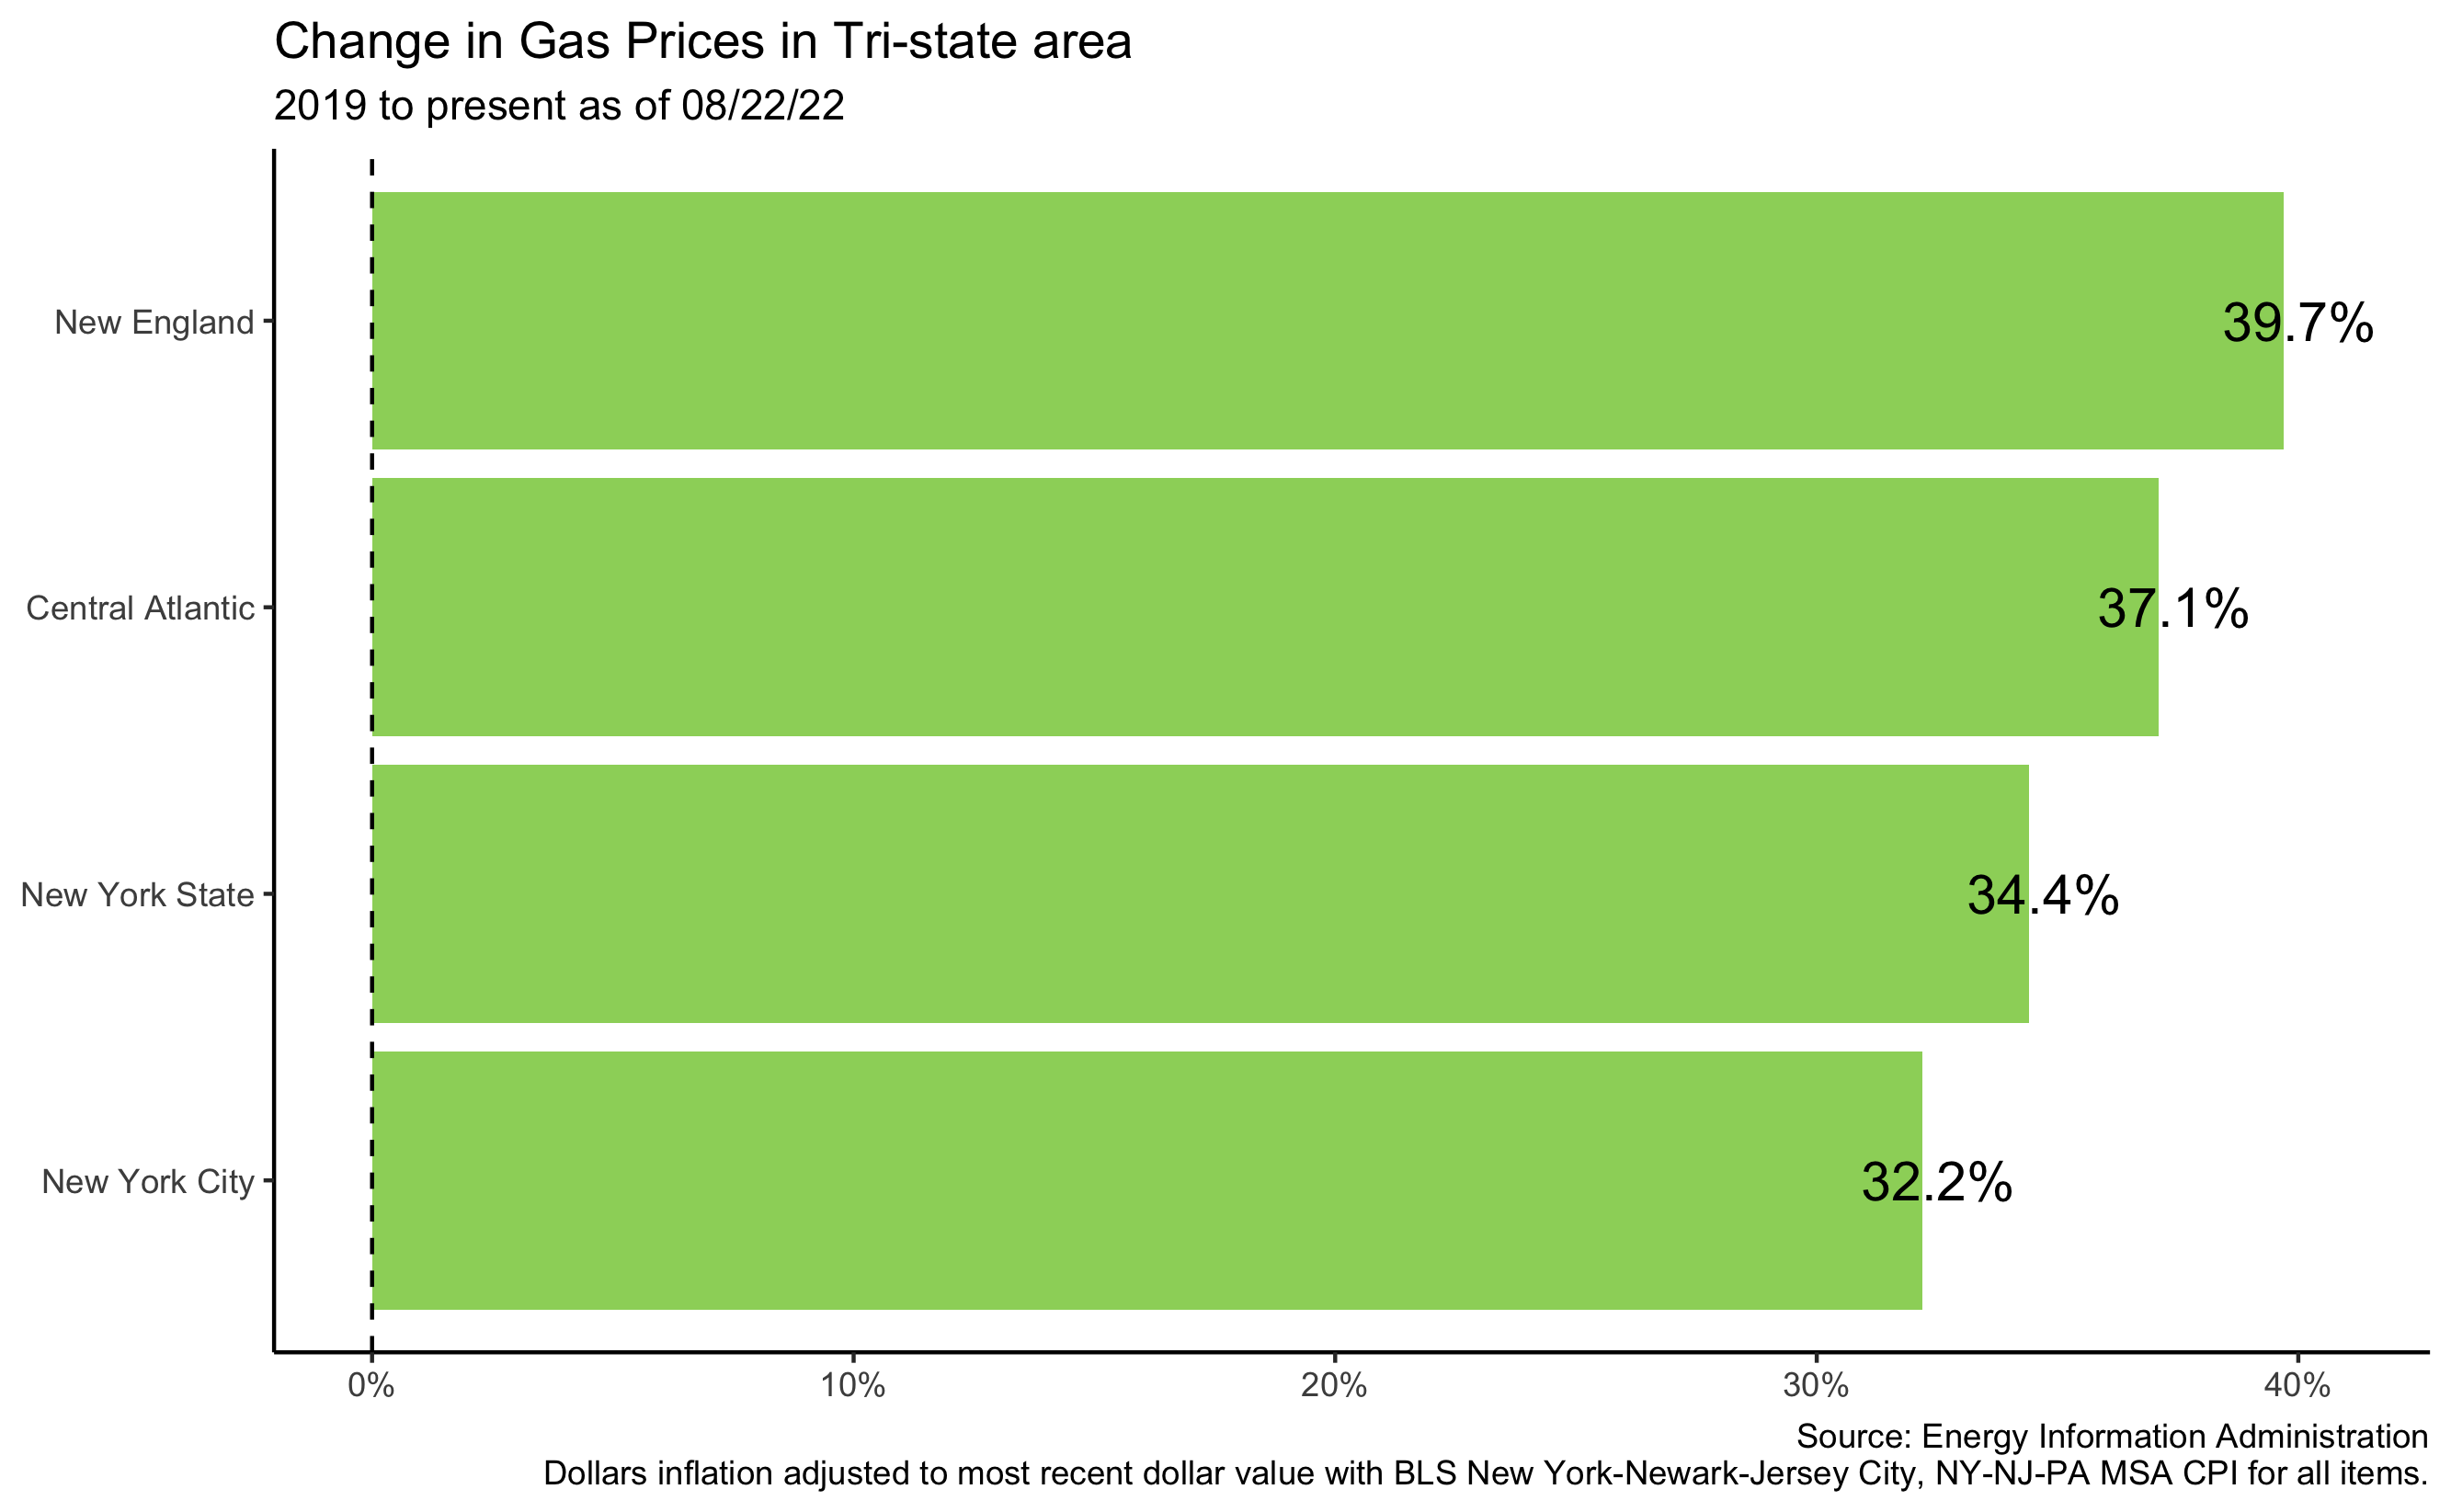 Change in Gas Prices in Tri-state area
2019 to present as of 08/22/22
New England
39.7%
Central Atlantic
37.1%
New York State
34.4%
New York City
32.2%
0%
10%
20%
30%
40%
Source: Energy Information Administration
Dollars inflation adjusted to most recent dollar value with BLS New York-Newark-Jersey City, NY-NJ-PA MSA CPI for all items.